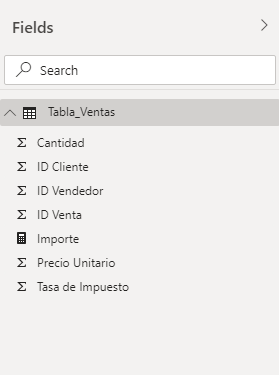 Fields
Search
Tabla_Ventas
Cantidad
ID Cliente
ID Vendedor
ID Venta
Importe
Precio Unitario
Tasa de Impuesto